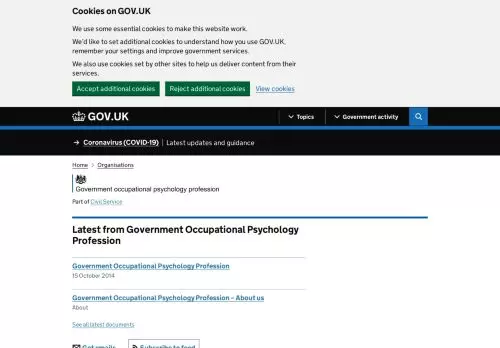 Cookies on GOV.UK
We use some essential cookies to make this website work.
We'd like to set additional cookies to understand how you use GOV.UK,
remember your settings and improve government services.
We also use cookies set by other sites to help us deliver content from their
services.
Accept additional cookies Reject additional cookies View cookies
GOV.UK Topics Government activity
→ Coronavirus (COVID-19) Latest updates and guidance
Home > Organisations
Government occupational psychology profession
Part of Civil Service
Latest from Government Occupational Psychology
Profession
Government Occupational Psychology Profession
15 October 2014
Government Occupational Psychology Profession – About us
About
See all latest documents
Get emails Subscribe to feed